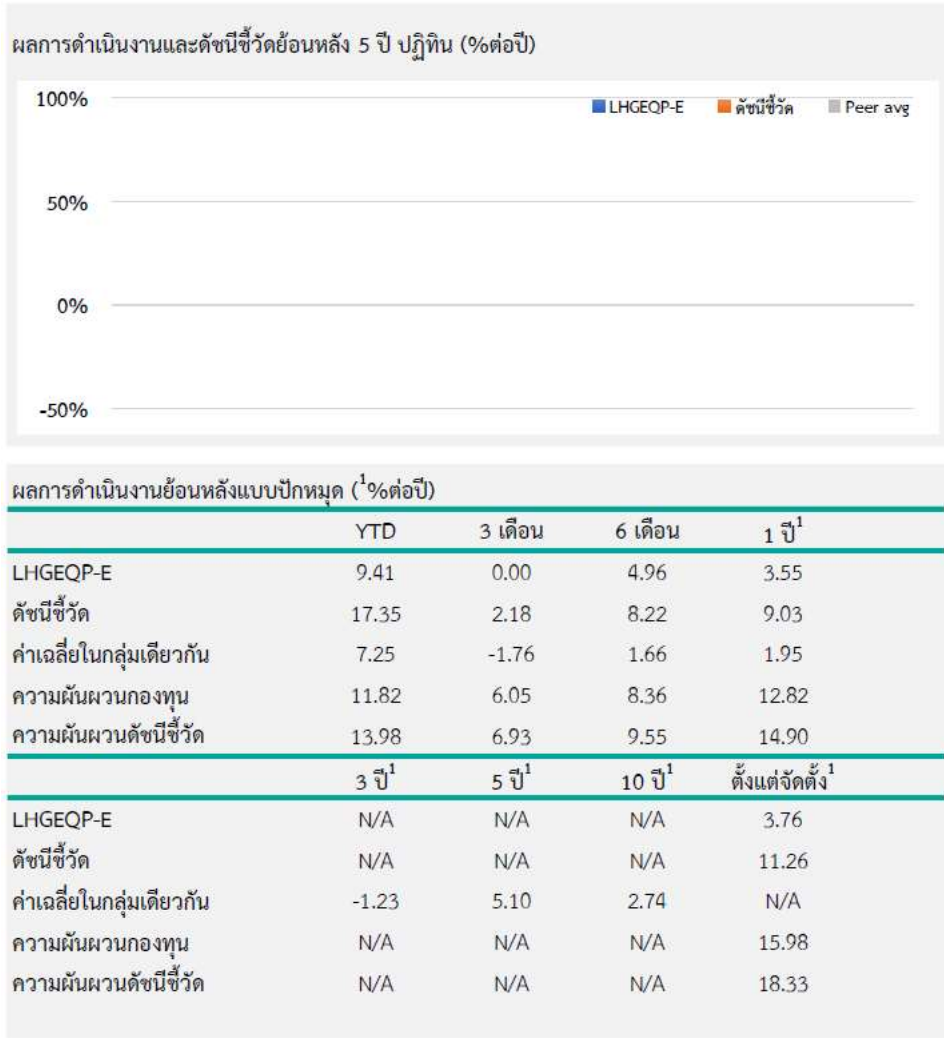 ผลการดำเนินงานและดัชนีชี้วัดย้อนหลัง 5 ปี ปฏิทิน (%ต่อปี)
100%
LHGEQP-E ดัชนีชี้วัด Peer avg
50%
0%
-50%
ผลการดำเนินงานย้อนหลังแบบปักหมุด (¹%ต่อปี)
YTD 3 เดือน 6 เดือน 1 ปี¹
LHGEQP-E 9.41 0.00 4.96 3.55
ดัชนีชี้วัด 17.35 2.18 8.22 9.03
ค่าเฉลี่ยในกลุ่มเดียวกัน 7.25 -1.76 1.66 1.95
ความผันผวนกองทุน 11.82 6.05 8.36 12.82
ความผันผวนดัชนีชี้วัด 13.98 6.93 9.55 14.90
3 ปี¹ 5 ปี¹ 10 ปี¹ ตั้งแต่จัดตั้ง¹
LHGEQP-E N/A N/A N/A 3.76
ดัชนีชี้วัด N/A N/A N/A 11.26
ค่าเฉลี่ยในกลุ่มเดียวกัน -1.23 5.10 2.74 N/A
ความผันผวนกองทุน N/A N/A N/A 15.98
ความผันผวนดัชนีชี้วัด N/A N/A N/A 18.33